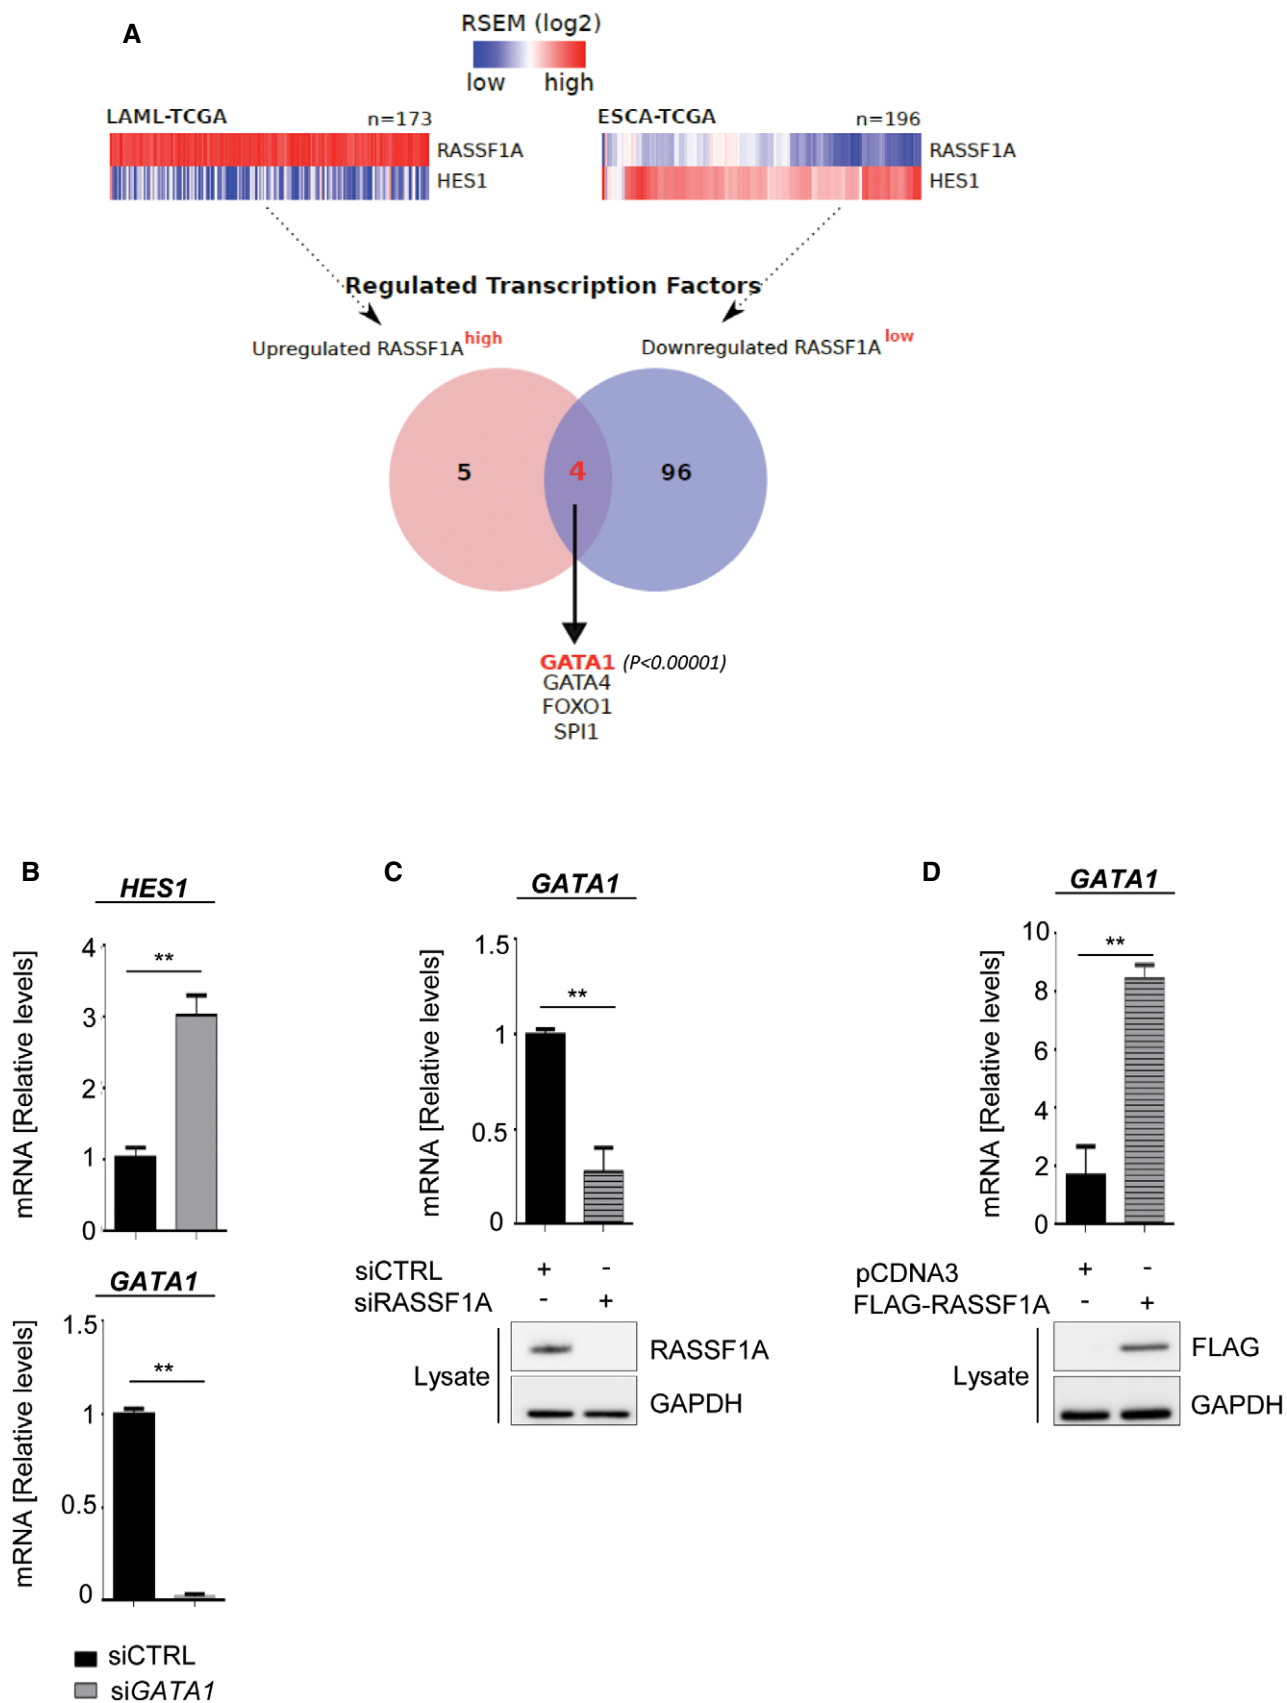 A
RSEM (log2)
low high
LAML-TCGA n=173
RASSF1A
HES1
ESCA-TCGA n=196
RASSF1A
HES1
Regulated Transcription Factors
Upregulated RASSF1A high
Downregulated RASSF1A low
5 4 96
GATA1 (P<0.00001)
GATA4
FOXO1
SPI1
B
HES1
mRNA [Relative levels]
4
3
2
1
0
**
GATA1
mRNA [Relative levels]
1.5
1
0.5
0
**
siCTRL
siGATA1
C
GATA1
mRNA [Relative levels]
1.5
1
0.5
0
**
siCTRL + -
siRASSF1A - +
Lysate
RASSF1A
GAPDH
D
GATA1
mRNA [Relative levels]
10
8
6
4
2
0
**
pCDNA3 + -
FLAG-RASSF1A - +
Lysate
FLAG
GAPDH